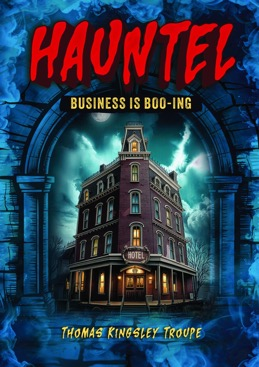 HAUNTEL
BUSINESS IS BOO-ING
HOTEL
THOMAS KINGSLEY TROUPE